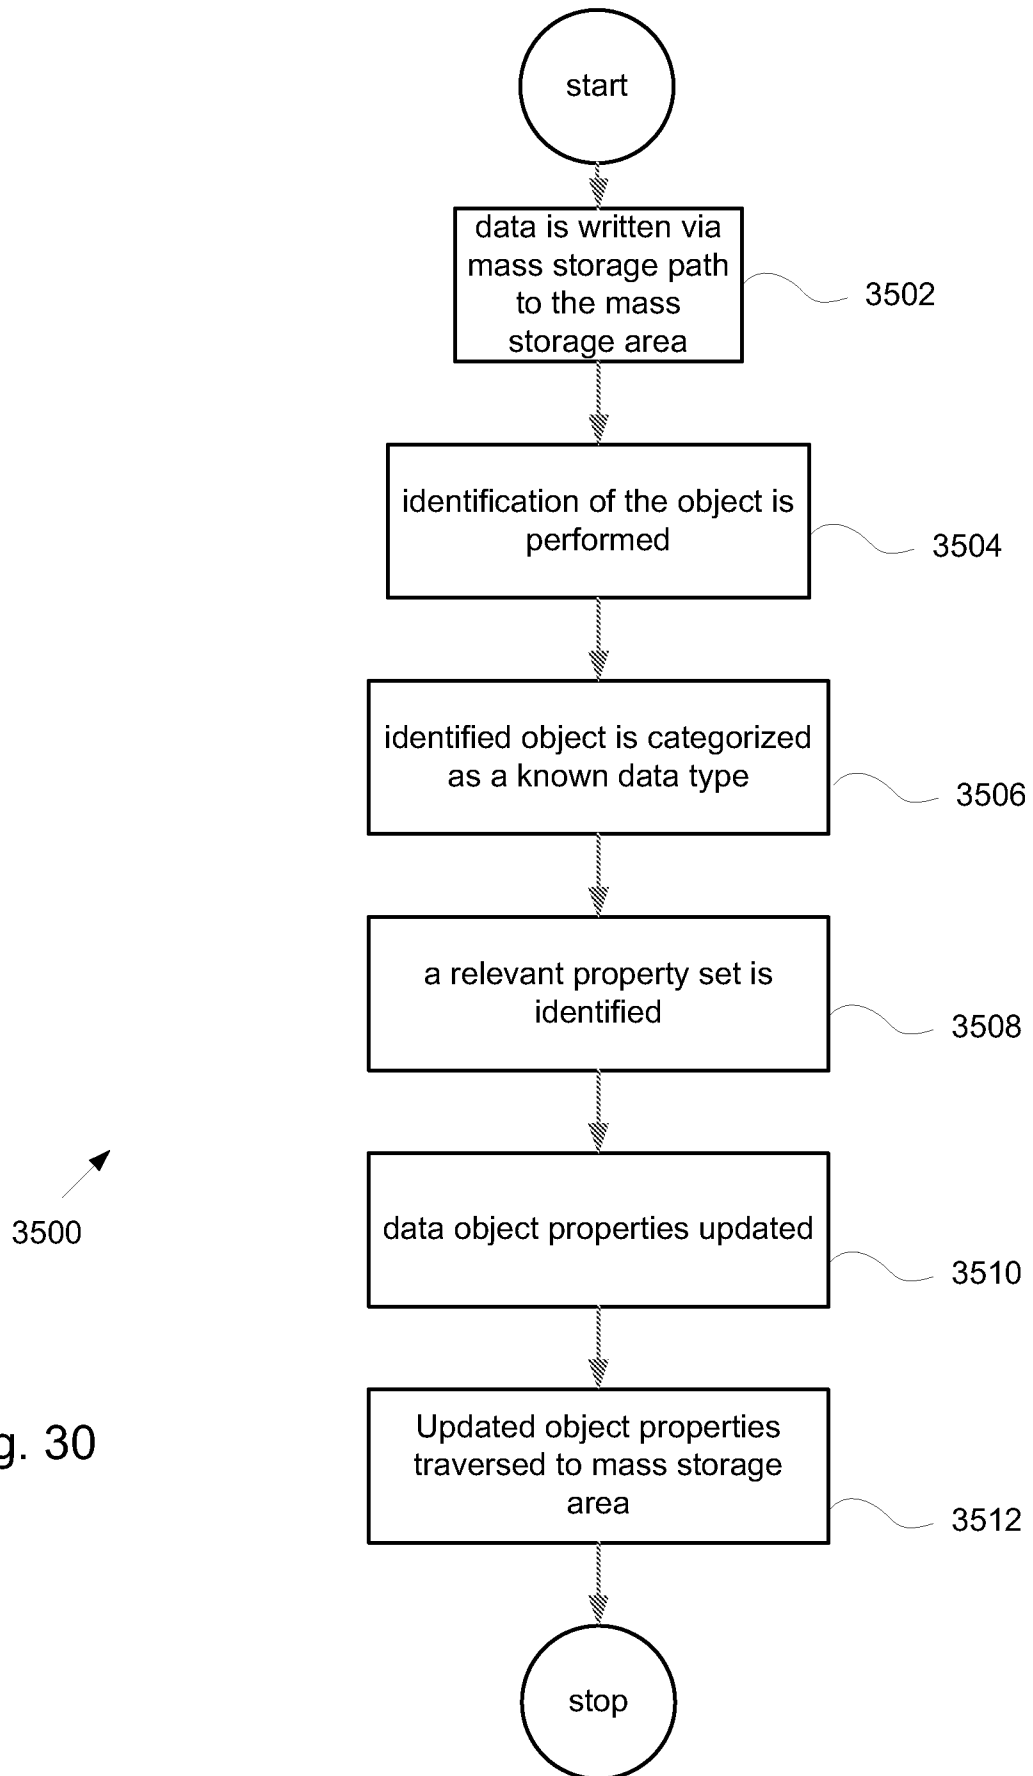 start
data is written via
mass storage path
to the mass
storage area
3502
identification of the object is
performed
3504
identified object is categorized
as a known data type
3506
a relevant property set is
identified
3508
3500
data object properties updated
3510
g. 30
Updated object properties
traversed to mass storage
area
3512
stop